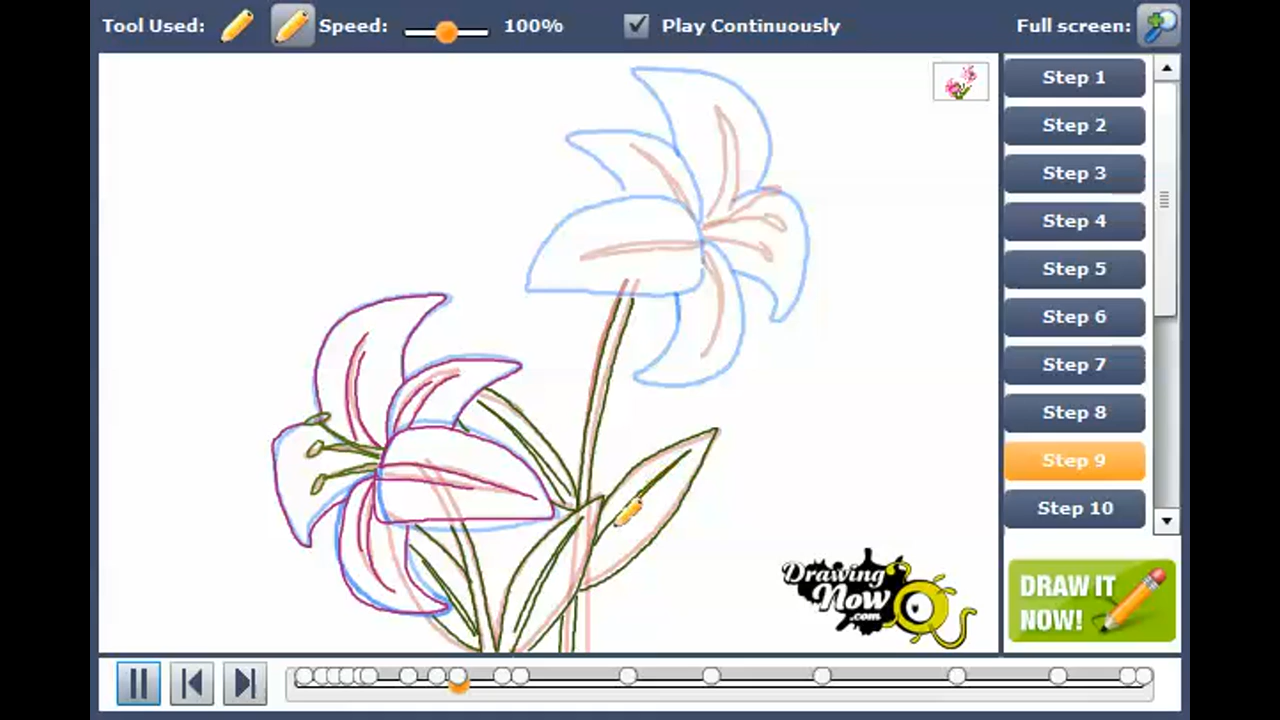 Tool Used:
Speed:
100%
Play Continuously
Full screen:
Step 1
Step 2
Step 3
Step 4
Step 5
Step 6
Step 7
Step 8
Step 9
Step 10
Drawing
Now
.com
DRAW IT
NOW!